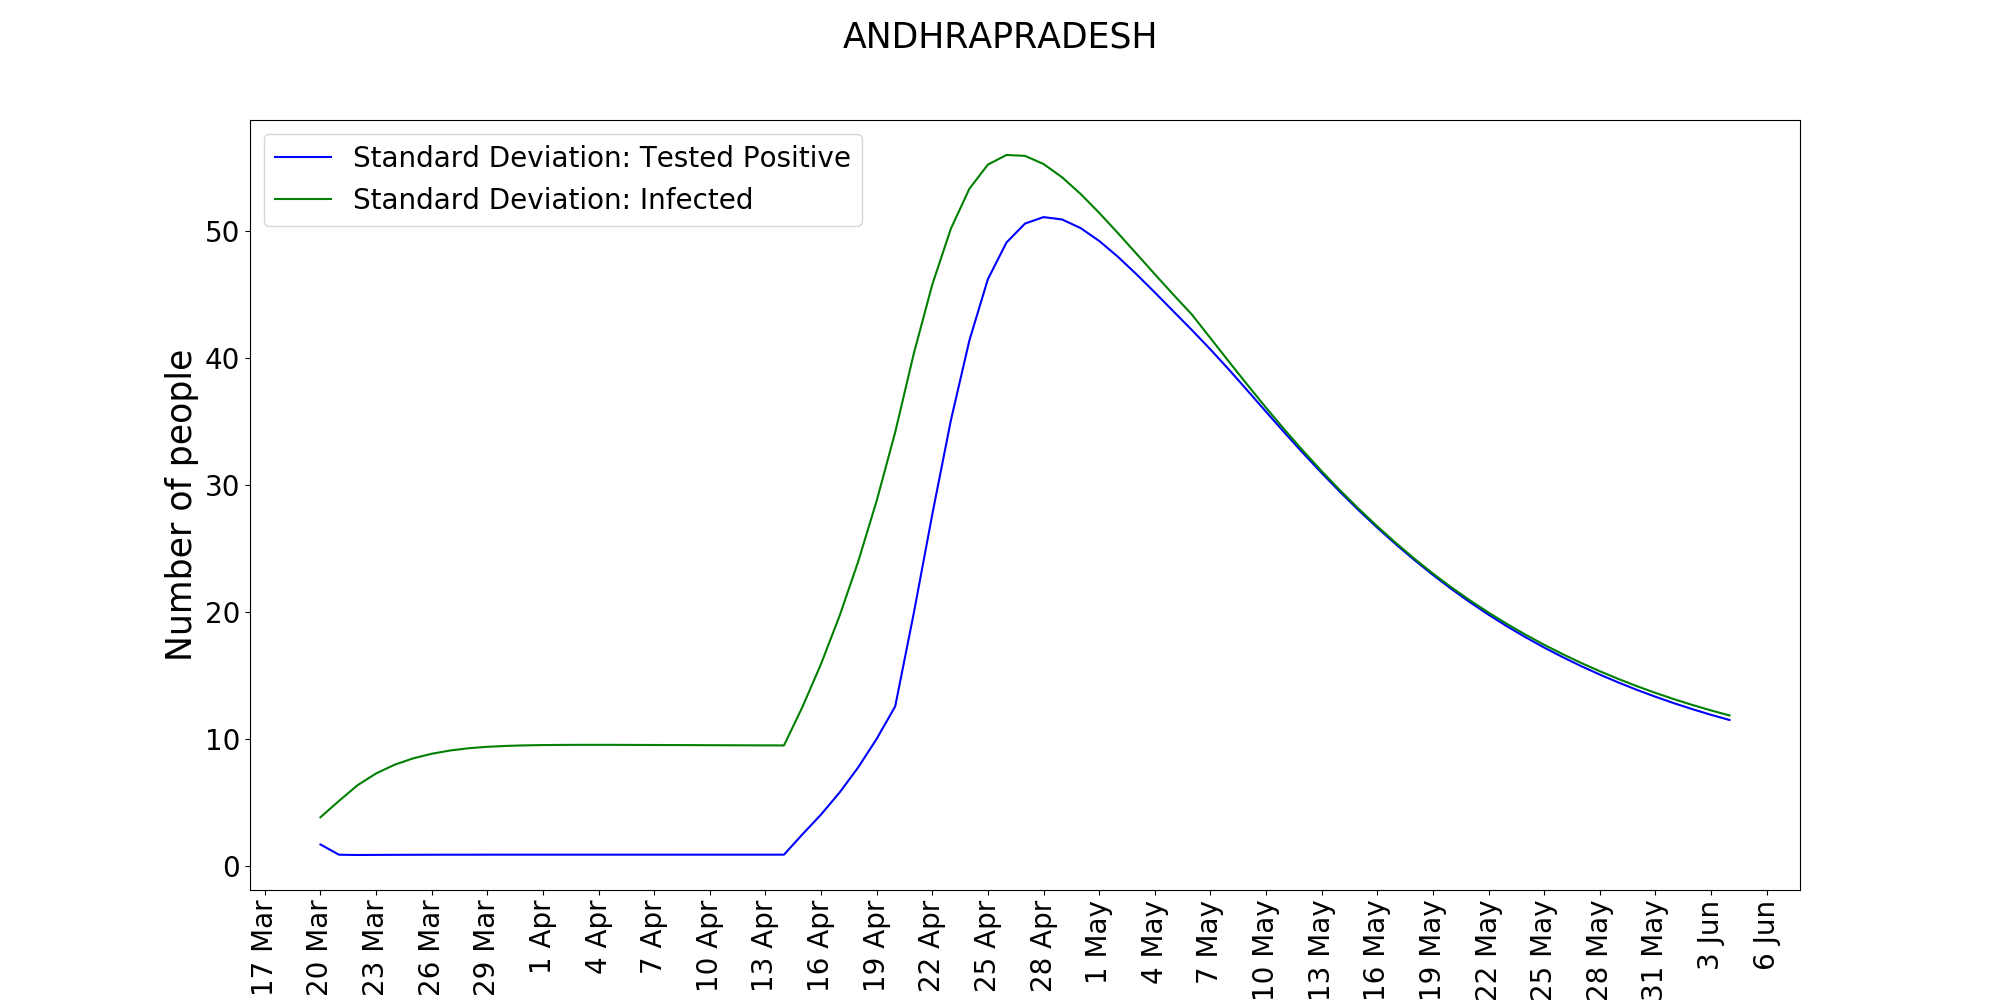 ANDHRAPRADESH
Standard Deviation: Tested Positive
Standard Deviation: Infected
Number of people
50
40
30
20
10
0
17 Mar
20 Mar
23 Mar
26 Mar
29 Mar
1 Apr
4 Apr
7 Apr
10 Apr
13 Apr
16 Apr
19 Apr
22 Apr
25 Apr
28 Apr
1 May
4 May
7 May
10 May
13 May
16 May
19 May
22 May
25 May
28 May
31 May
3 Jun
6 Jun